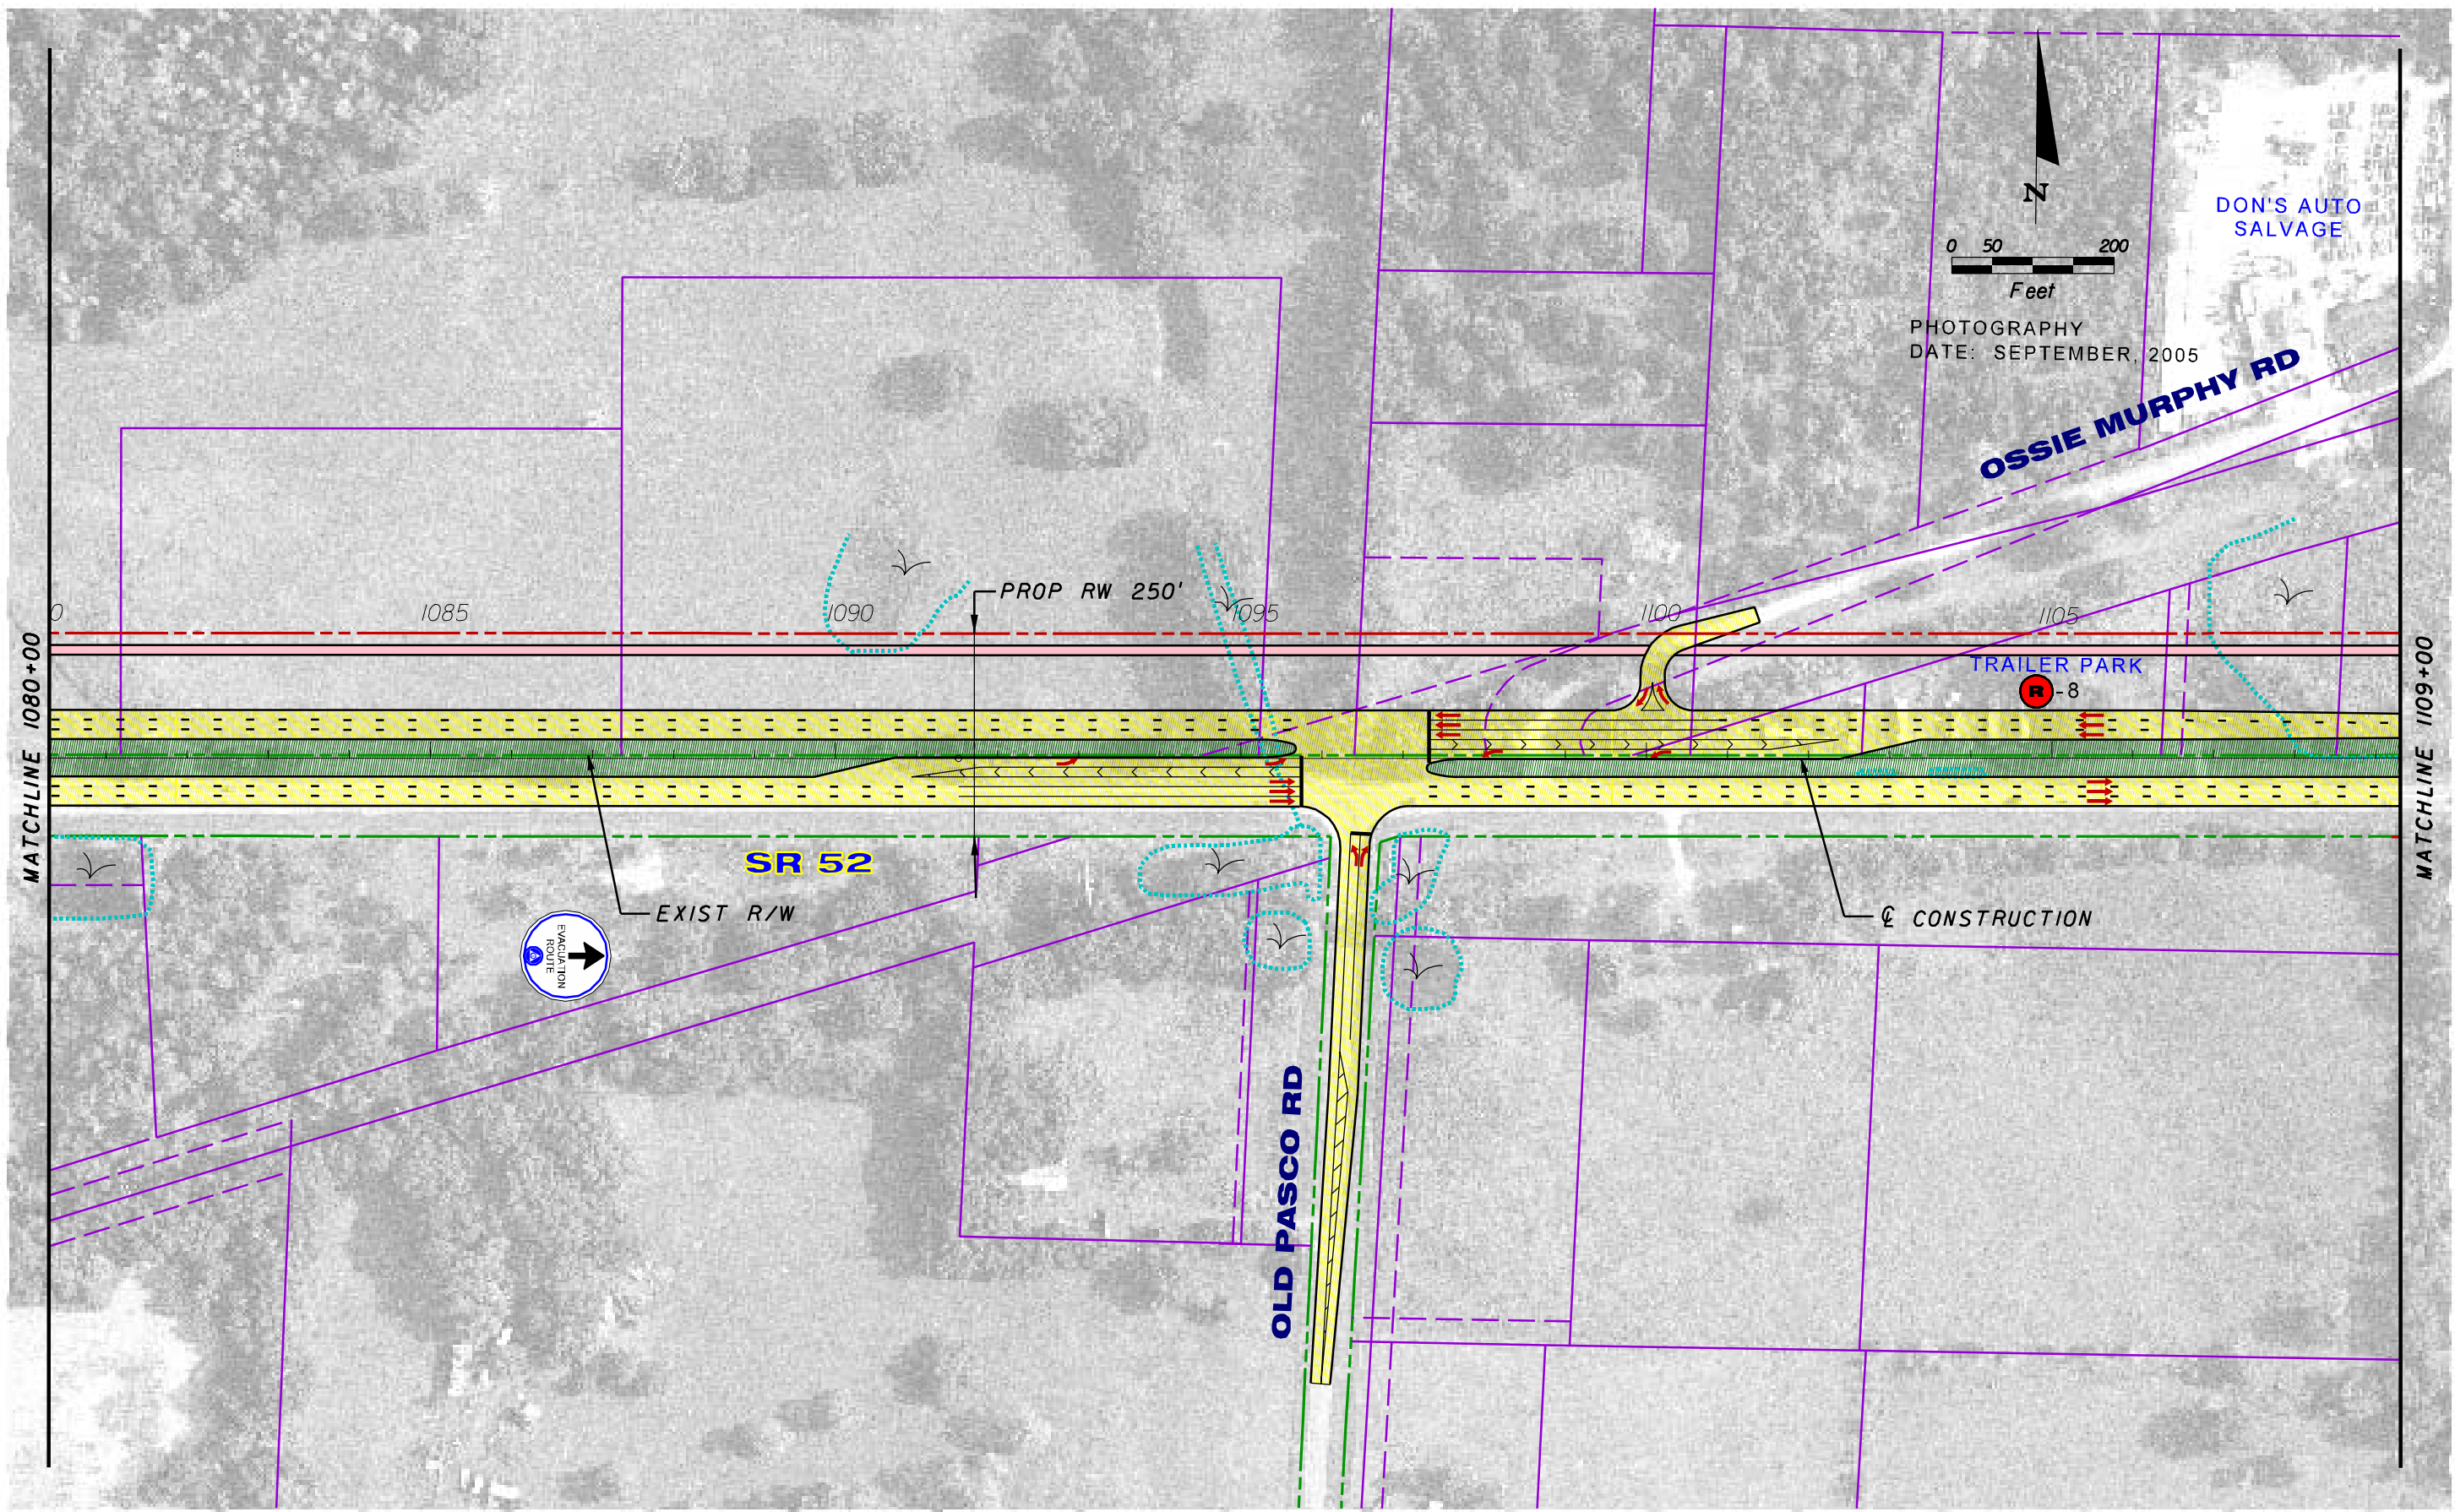 N
DON'S AUTO
SALVAGE
0 50 200
Feet
PHOTOGRAPHY
DATE: SEPTEMBER, 2005
OSSIE MURPHY RD
PROP RW 250'
0 1085 1090 1095 1100 1105
MATCHLINE 1080+00
MATCHLINE 1109+00
TRAILER PARK
R -8
SR 52
EXIST R/W
℄ CONSTRUCTION
EVACUATION
ROUTE
OLD PASCO RD